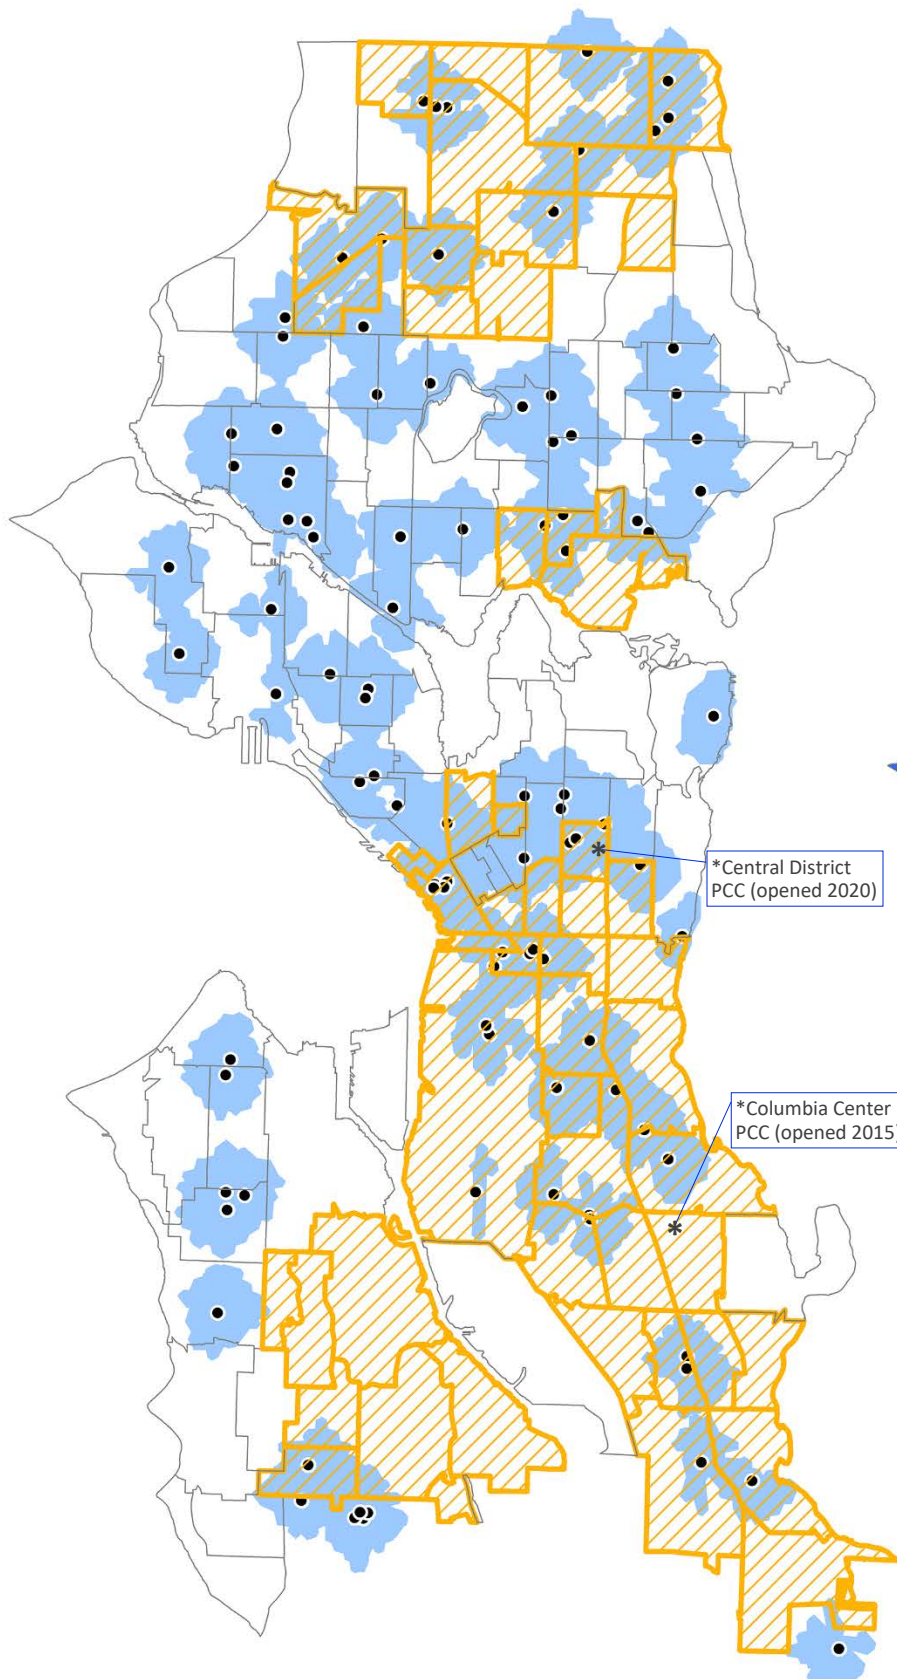 *Central District
PCC (opened 2020)
*Columbia Center
PCC (opened 2015)